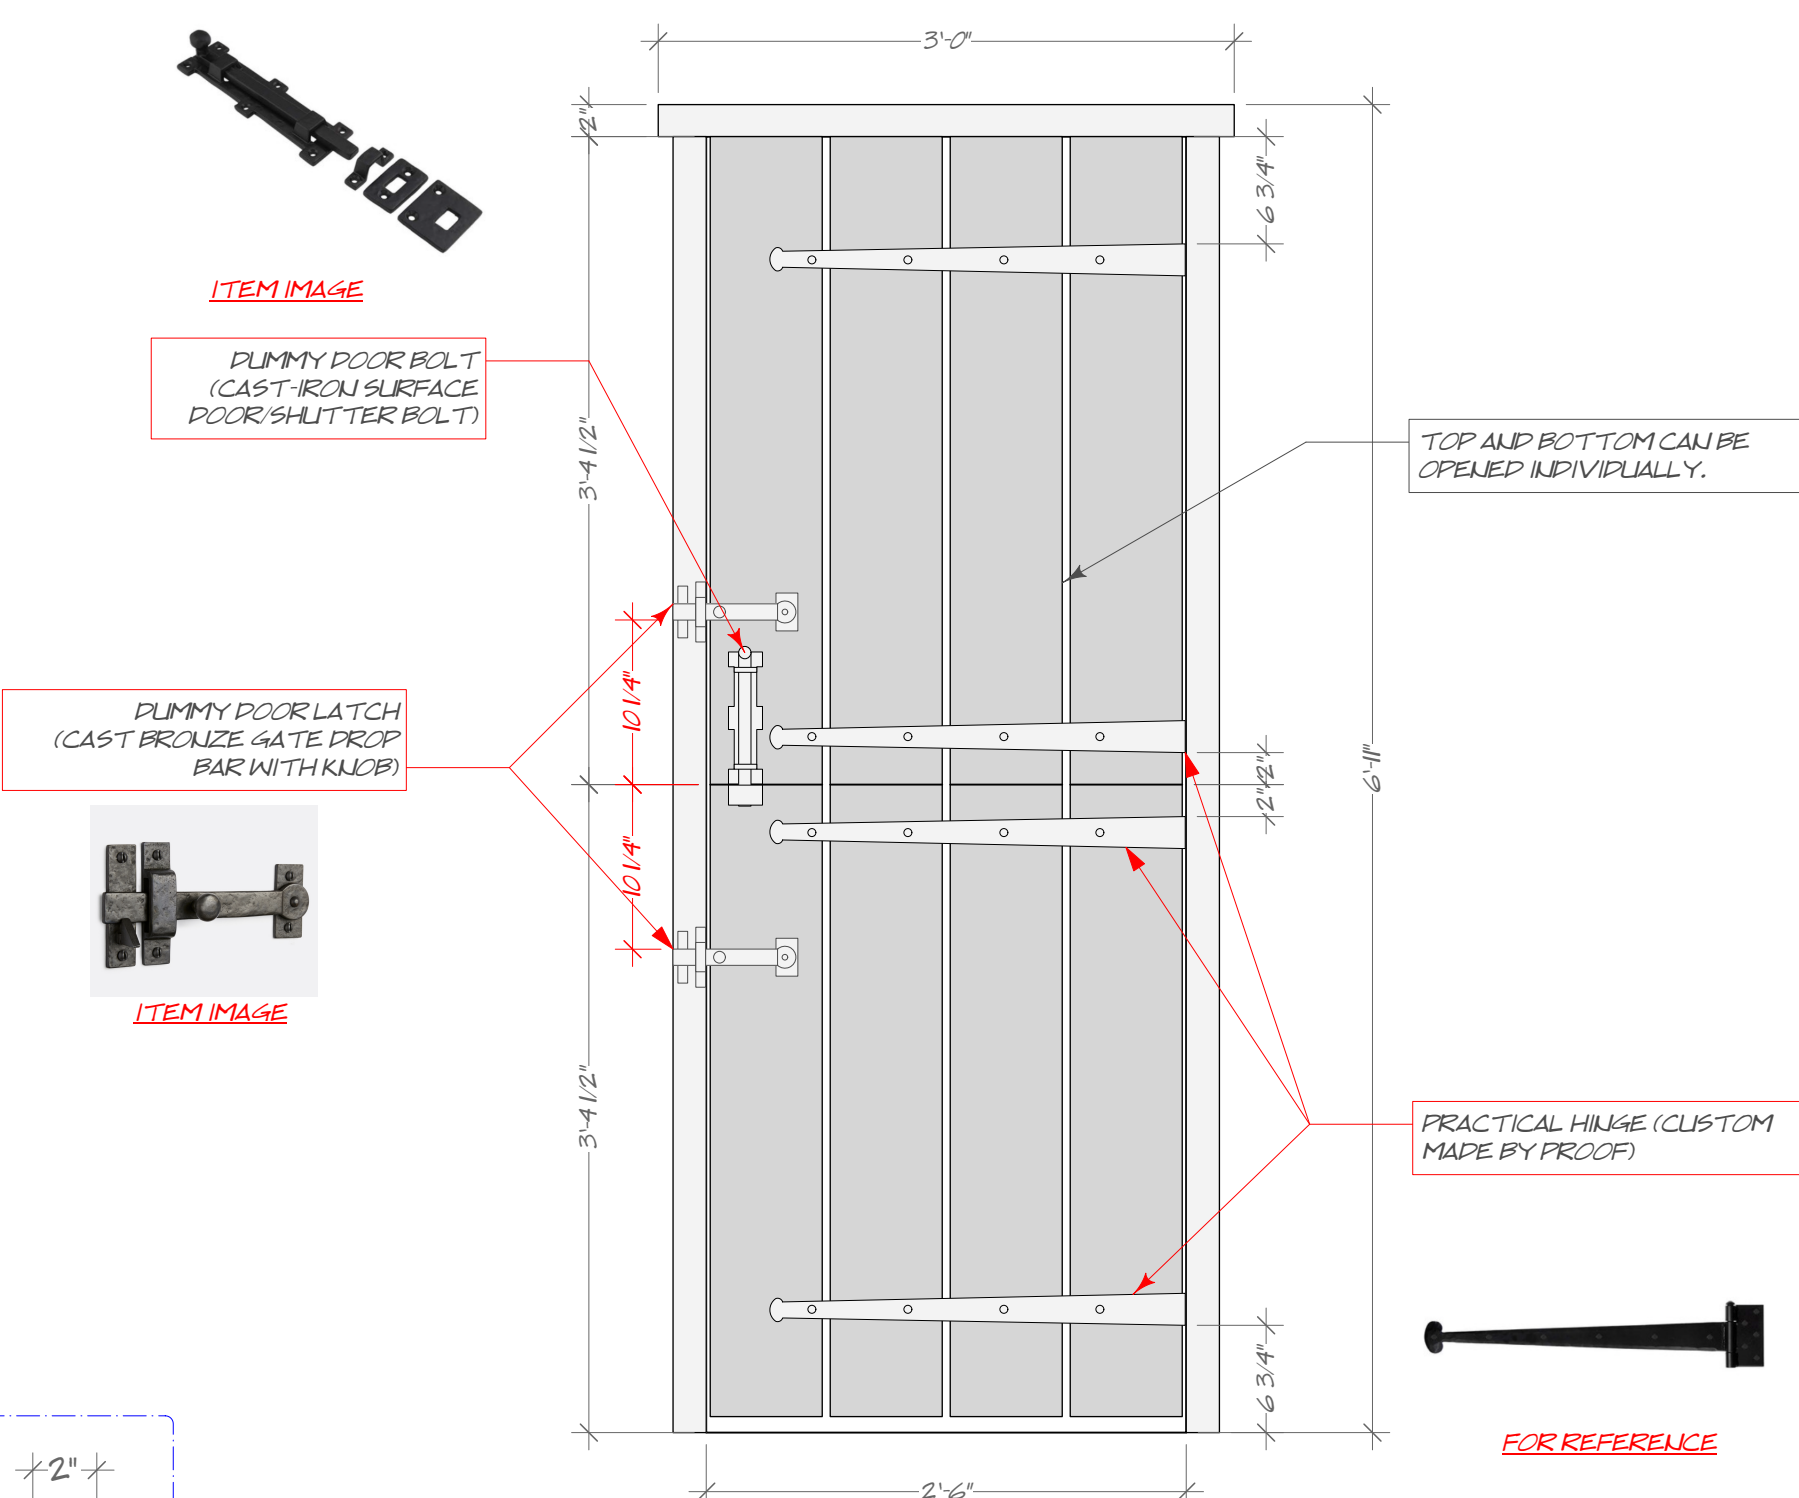 3'-0"
2"
6 3/4"
ITEM IMAGE
DUMMY DOOR BOLT
(CAST-IRON SURFACE
DOOR/SHUTTER BOLT)
3'-4 1/2"
TOP AND BOTTOM CAN BE
OPENED INDIVIDUALLY.
10 1/4"
DUMMY DOOR LATCH
(CAST BRONZE GATE DROP
BAR WITH KNOB)
2"
2"
6'-11"
10 1/4"
ITEM IMAGE
3'-4 1/2"
PRACTICAL HINGE (CUSTOM
MADE BY PROOF)
6 3/4"
FOR REFERENCE
2"
2'-6"